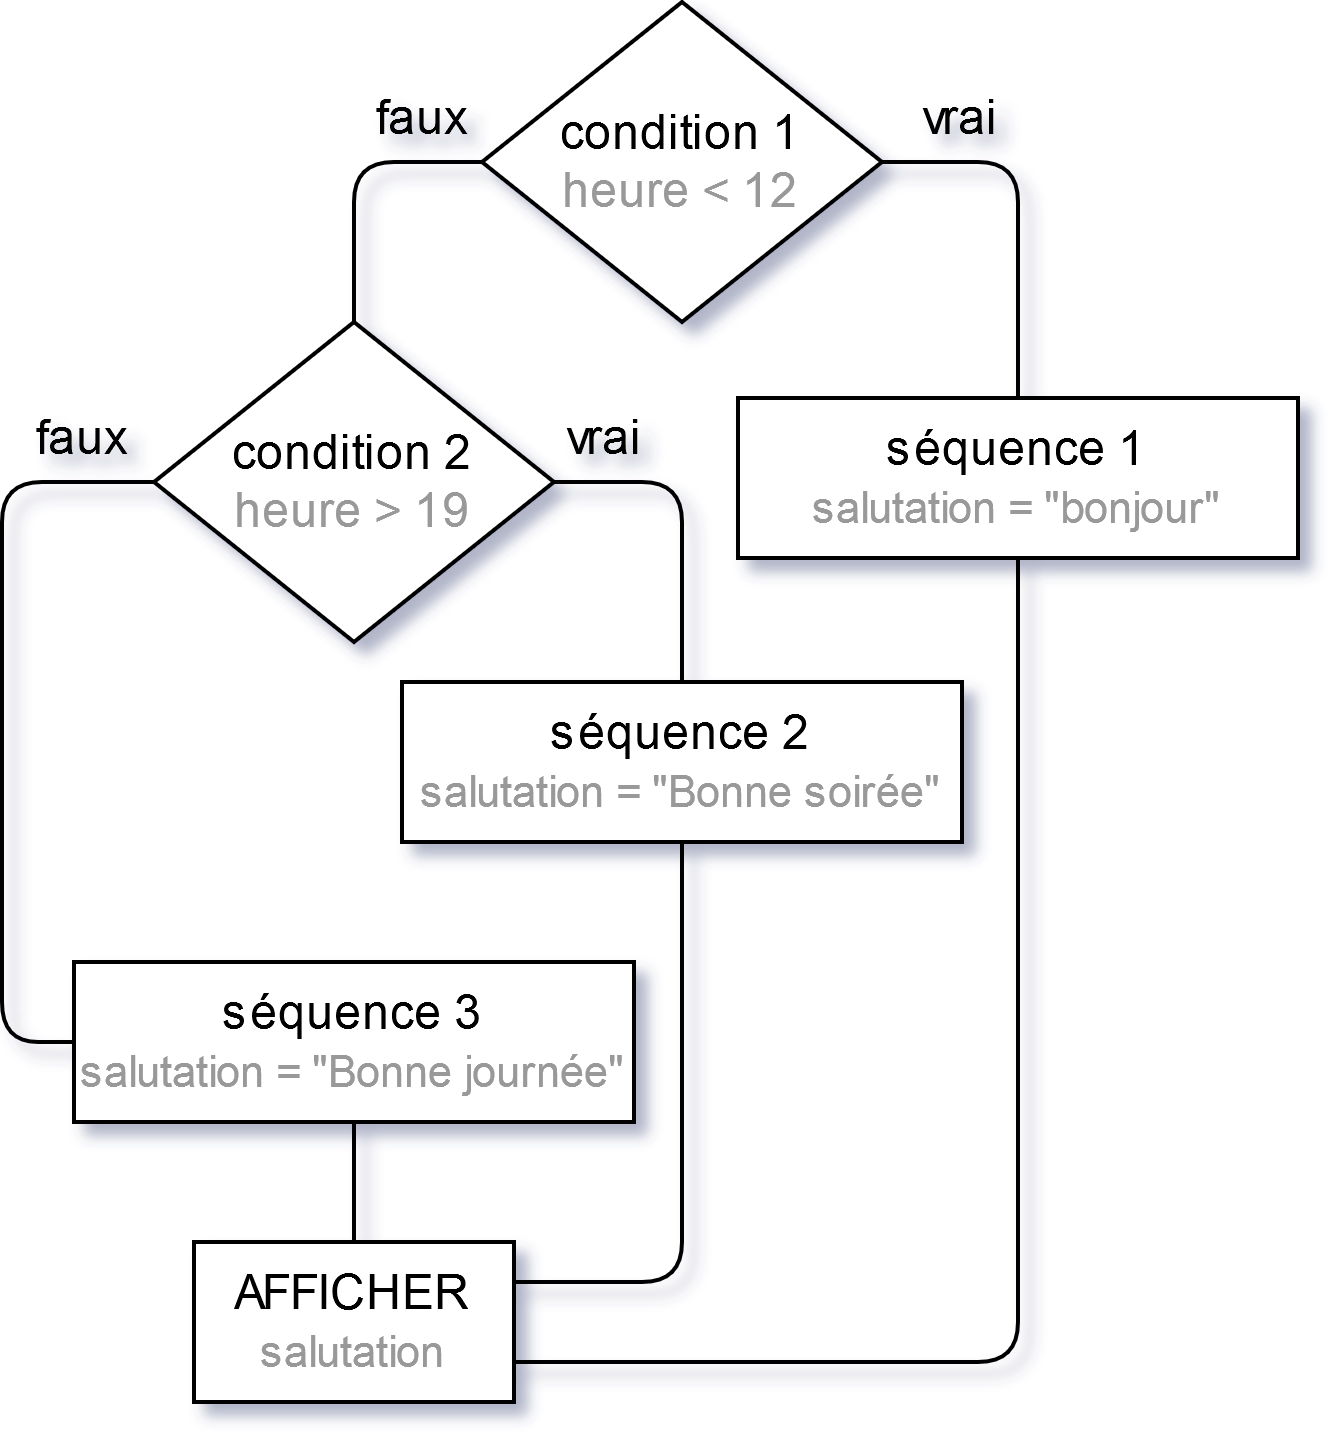 faux
condition 1
heure < 12
vrai
faux
condition 2
heure > 19
vrai
séquence 1
salutation = "bonjour"
séquence 2
salutation = "Bonne soirée"
séquence 3
salutation = "Bonne journée"
AFFICHER
salutation